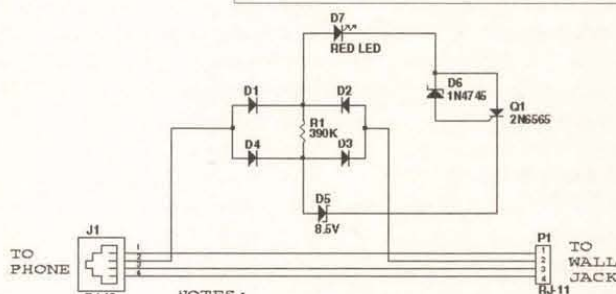 D7
RED LED
D6
1N4745
Q1
2N6565
D1
D2
R1
390K
D4
D3
D5
8.5V
J1
TO
PHONE
1
2
3
4
P1
1
2
3
4
RJ-11
TO
WALL
JACK
NOTES: